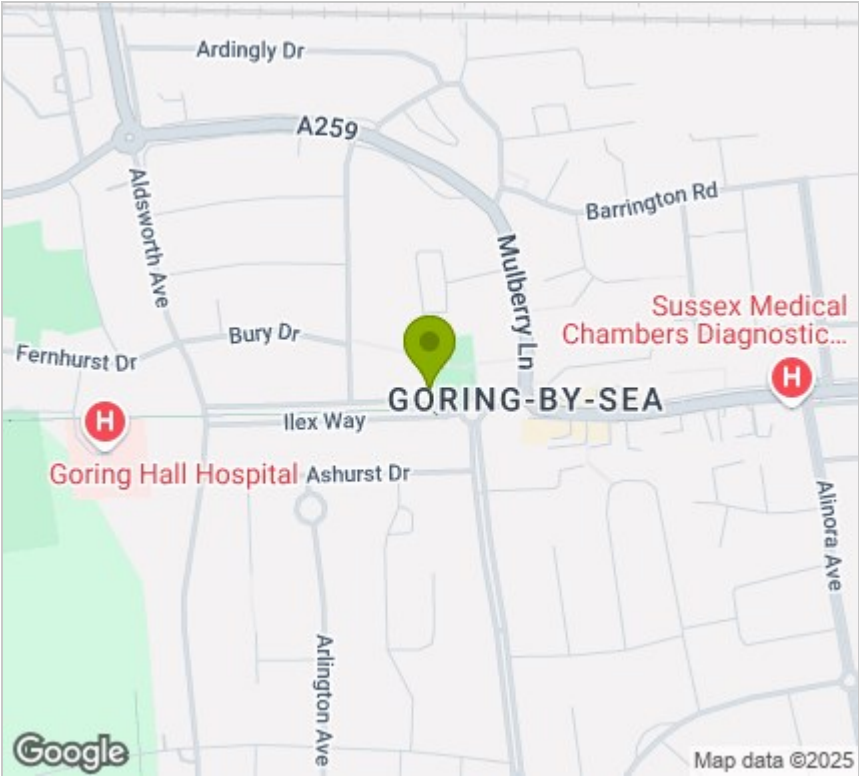 Ardingly Dr
A259
Aldsworth Ave
Barrington Rd
Mulberry Ln
Sussex Medical
Chambers Diagnostic...
Bury Dr
Fernhurst Dr
H
GORING-BY-SEA
H
Ilex Way
Goring Hall Hospital
Ashurst Dr
Alinora Ave
Arlington Ave
Google
Map data ©2025